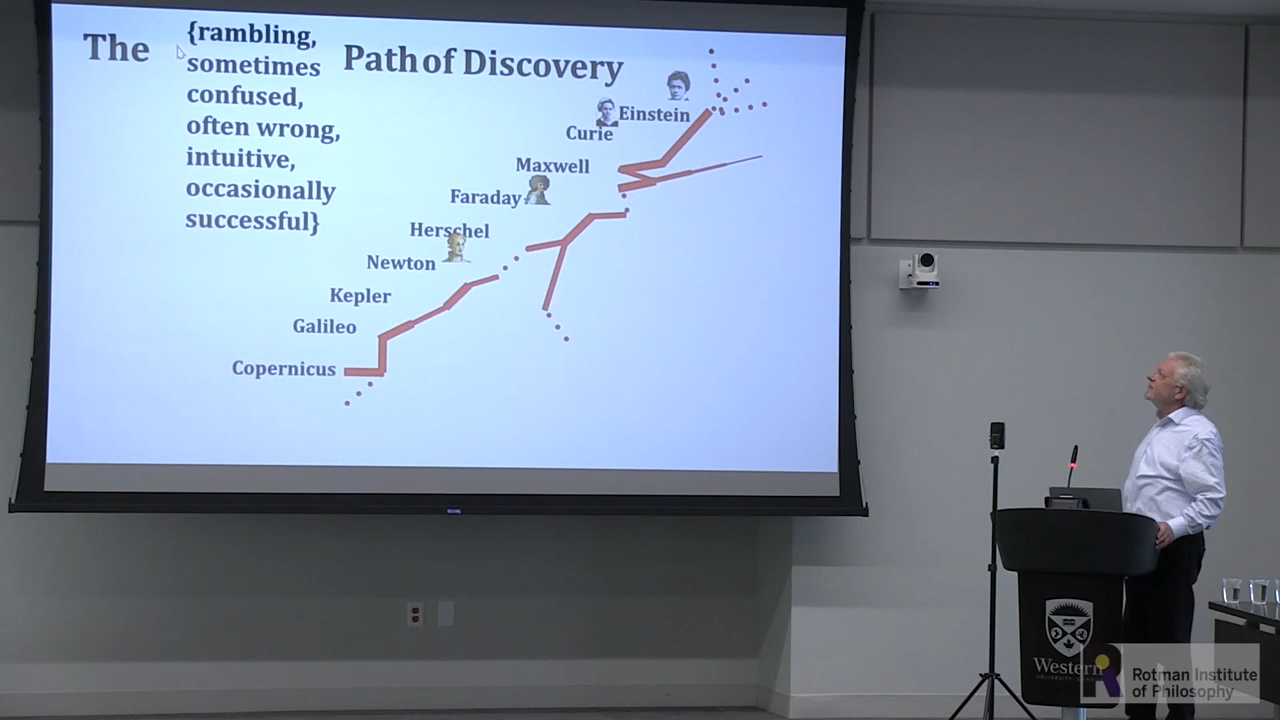 The {rambling, Path of Discovery
sometimes
confused,
often wrong,
intuitive,
occasionally
successful}
Einstein
Curie
Maxwell
Faraday
Herschel
Newton
Kepler
Galileo
Copernicus
Western
Rotman Institute
of Philosophy